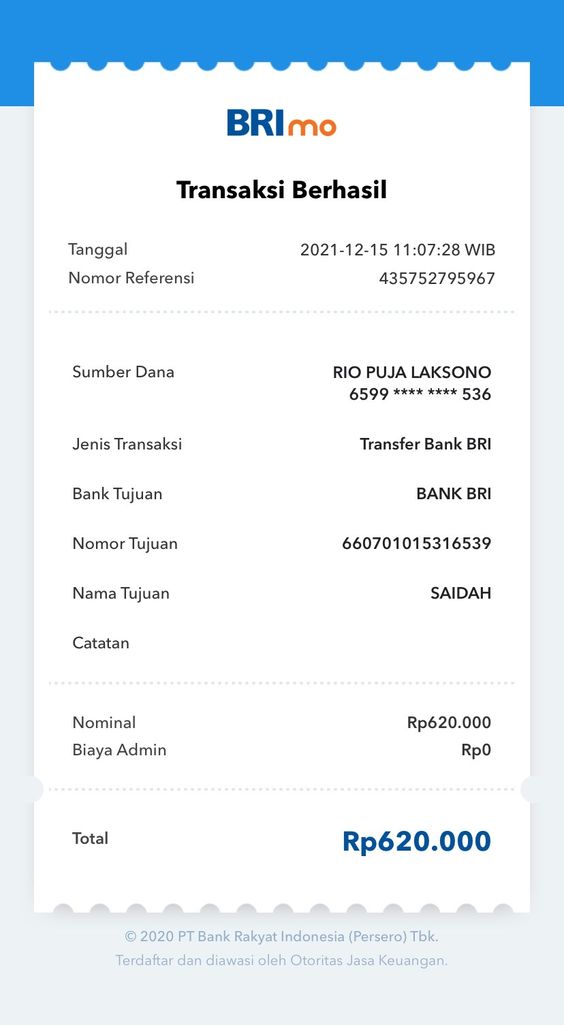 BRImo
Transaksi Berhasil
Tanggal 2021-12-15 11:07:28 WIB
Nomor Referensi 435752795967
Sumber Dana RIO PUJA LAKSONO
6599 **** **** 536
Jenis Transaksi Transfer Bank BRI
Bank Tujuan BANK BRI
Nomor Tujuan 660701015316539
Nama Tujuan SAIDAH
Catatan
Nominal Rp620.000
Biaya Admin Rp0
Total Rp620.000
© 2020 PT Bank Rakyat Indonesia (Persero) Tbk.
Terdaftar dan diawasi oleh Otoritas Jasa Keuangan.